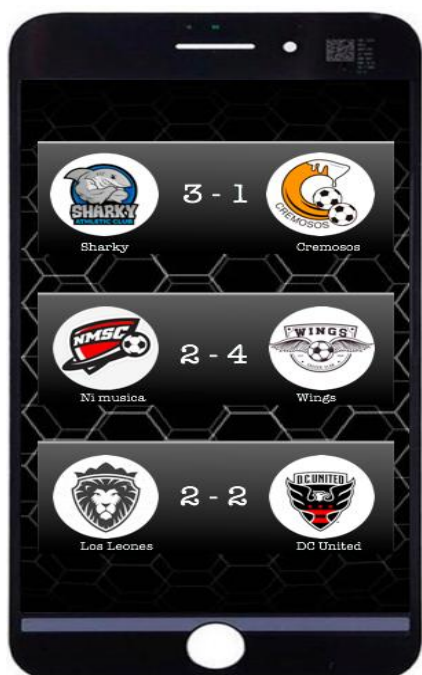 SHARKY
ATHLETIC CLUB
3 - 1
CREMOSOS
Sharky
Cremosos
NMSC
2 - 4
WINGS
Ni musica
Wings
2 - 2
D.C.UNITED
Los Leones
DC United